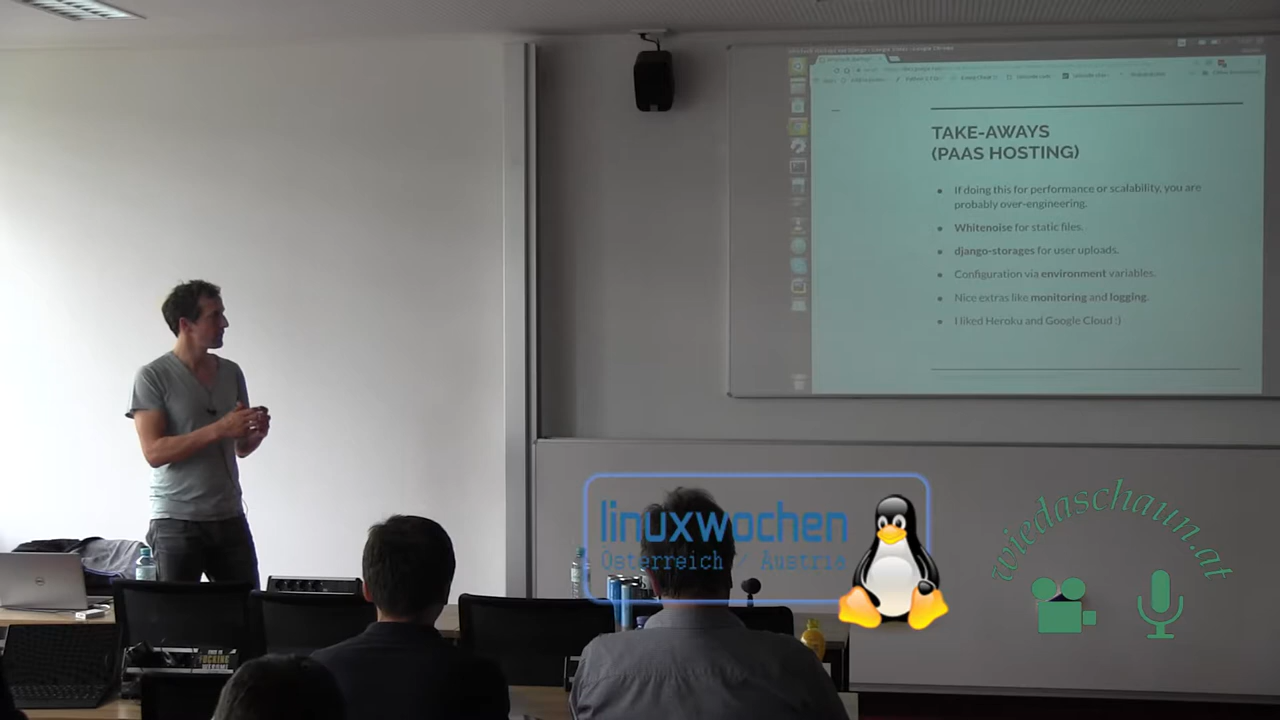 TAKE-AWAYS
(PAAS HOSTING)
If doing this for performance or scalability, you are
probably over-engineering.
Whitenoise for static files.
django-storages for user uploads.
Configuration via environment variables.
Nice extras like monitoring and logging.
I liked Heroku and Google Cloud :)
linuxwochen
Österreich / Austria
wiedaschaun.at